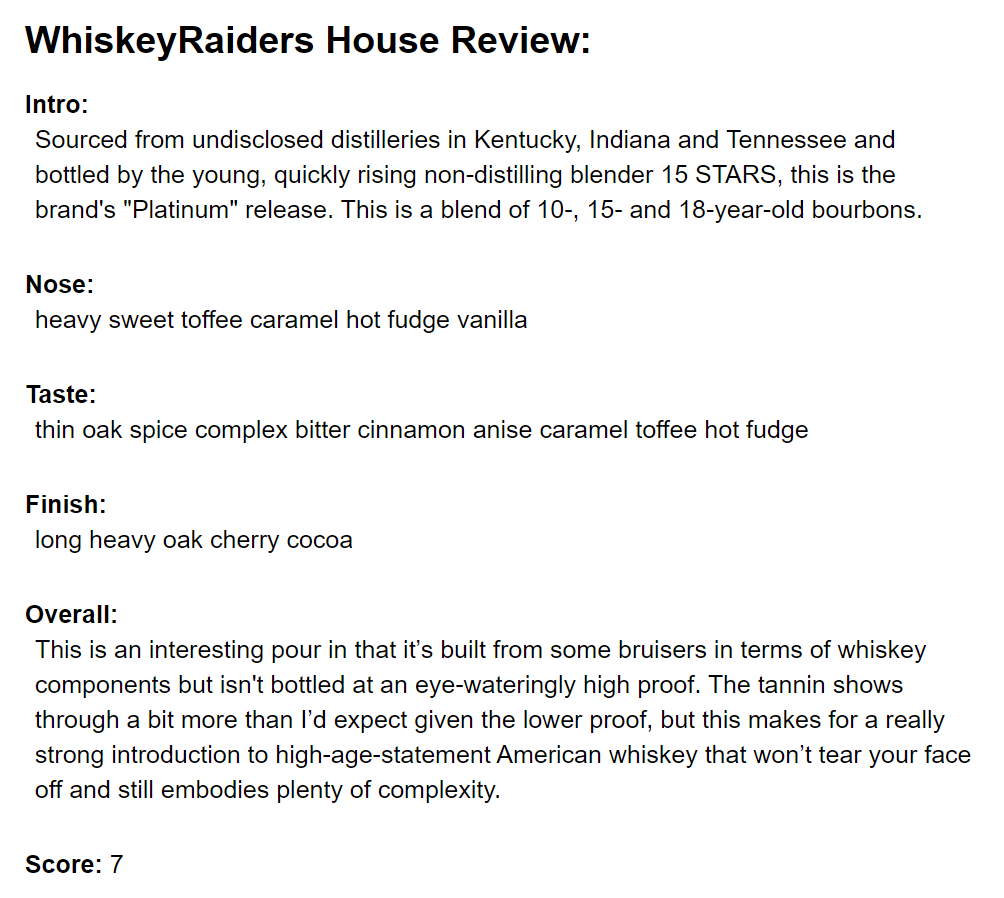 WhiskeyRaiders House Review:
Intro:
Sourced from undisclosed distilleries in Kentucky, Indiana and Tennessee and
bottled by the young, quickly rising non-distilling blender 15 STARS, this is the
brand's "Platinum" release. This is a blend of 10-, 15- and 18-year-old bourbons.
Nose:
heavy sweet toffee caramel hot fudge vanilla
Taste:
thin oak spice complex bitter cinnamon anise caramel toffee hot fudge
Finish:
long heavy oak cherry cocoa
Overall:
This is an interesting pour in that it’s built from some bruisers in terms of whiskey
components but isn't bottled at an eye-wateringly high proof. The tannin shows
through a bit more than I’d expect given the lower proof, but this makes for a really
strong introduction to high-age-statement American whiskey that won’t tear your face
off and still embodies plenty of complexity.
Score: 7